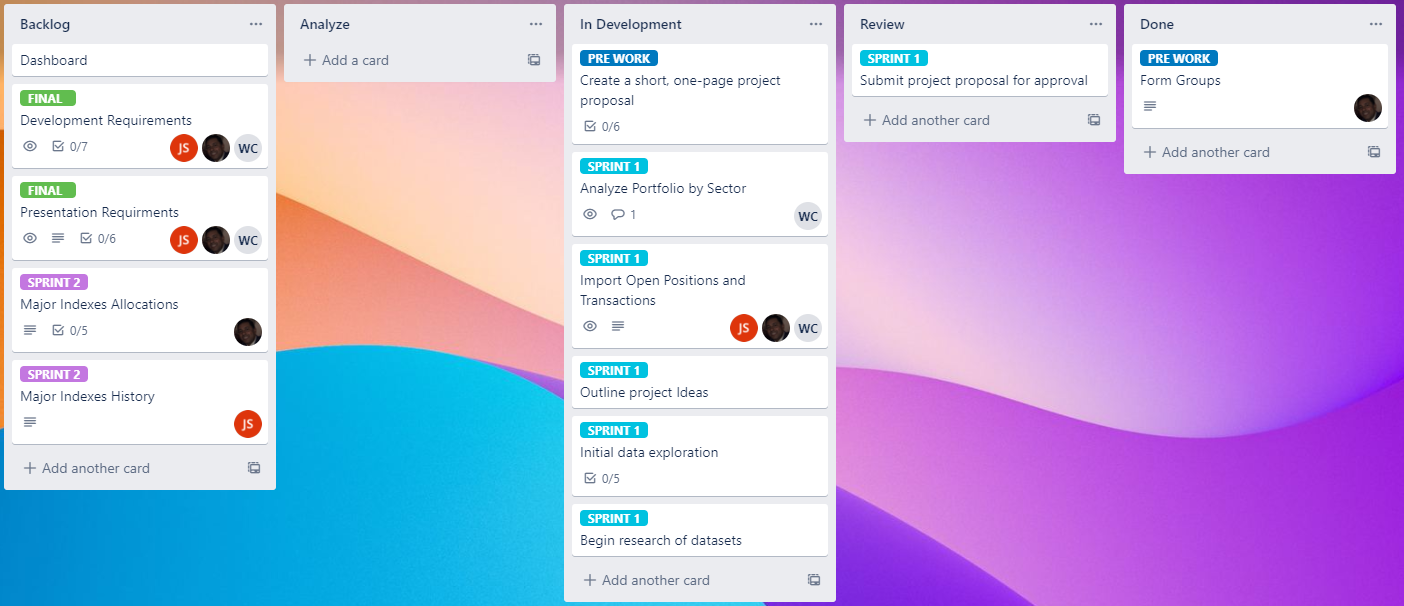 Backlog
Dashboard
FINAL
Development Requirements
0/7
JS
WC
FINAL
Presentation Requirments
0/6
JS
WC
SPRINT 2
Major Indexes Allocations
0/5
SPRINT 2
Major Indexes History
JS
Add another card
Analyze
Add a card
In Development
PRE WORK
Create a short, one-page project
proposal
0/6
SPRINT 1
Analyze Portfolio by Sector
1
WC
SPRINT 1
Import Open Positions and
Transactions
JS
WC
SPRINT 1
Outline project Ideas
SPRINT 1
Initial data exploration
0/5
SPRINT 1
Begin research of datasets
Add another card
Review
SPRINT 1
Submit project proposal for approval
Add another card
Done
PRE WORK
Form Groups
Add another card